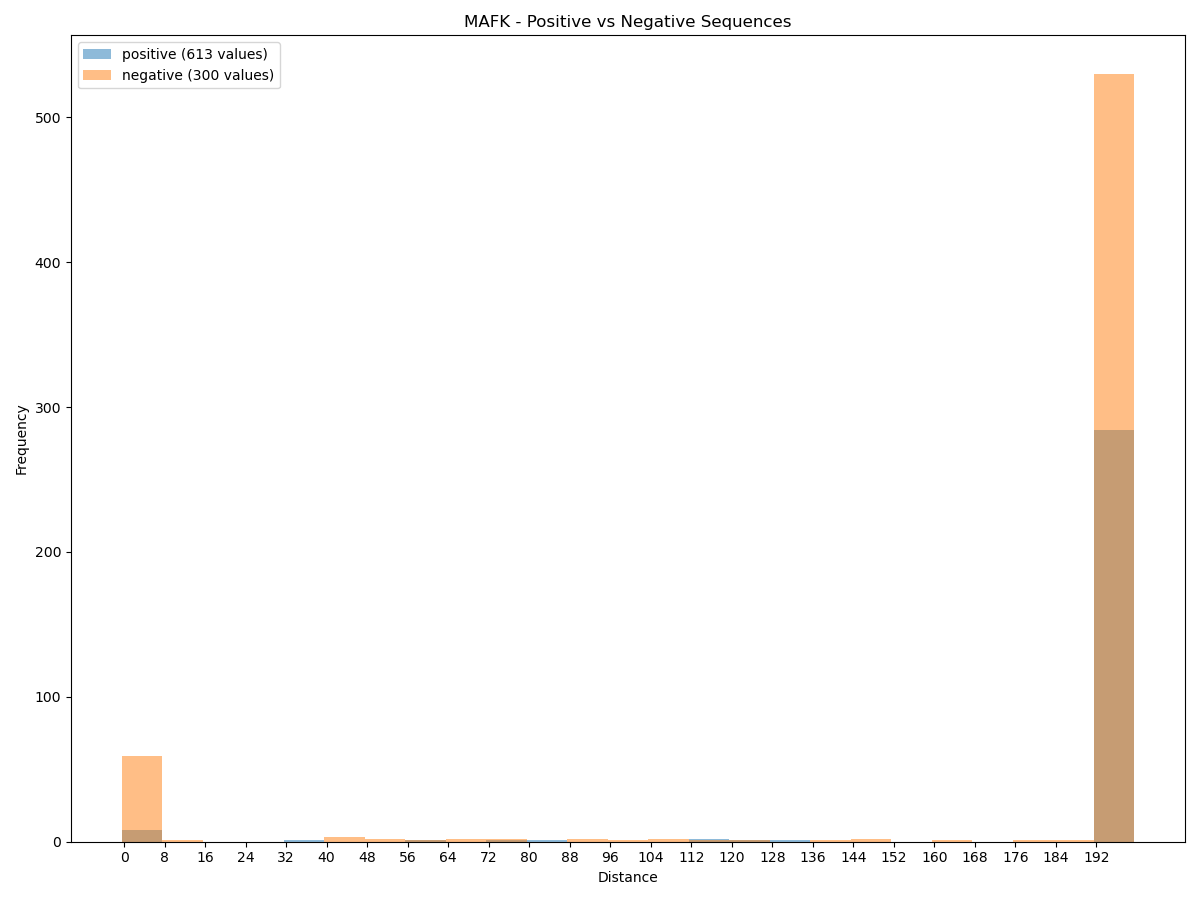 MAFK - Positive vs Negative Sequences
positive (613 values)
negative (300 values)
Frequency
500
400
300
200
100
0
0 8 16 24 32 40 48 56 64 72 80 88 96 104 112 120 128 136 144 152 160 168 176 184 192
Distance